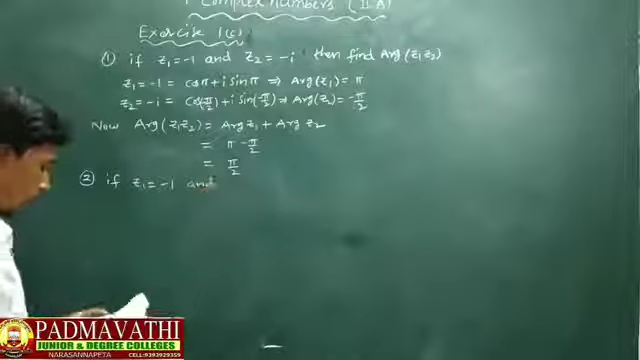 1 Complex numbers (II A)
Exercise 1(c)
① if z₁=-1 and z₂ = -i then find Arg(z₁z₂)
z₁=-1 = cosπ+i sinπ ⇒ Arg(z₁) = π
z₂=-i = cos(-π/2)+i sin(-π/2) ⇒ Arg(z₂) = -π/2
Now Arg(z₁z₂) = Arg z₁ + Arg z₂
= π - π/2
= π/2
② if z₁=-1 and
PADMAVATHI
JUNIOR & DEGREE COLLEGES
NARASANNAPETA CELL:9393929359